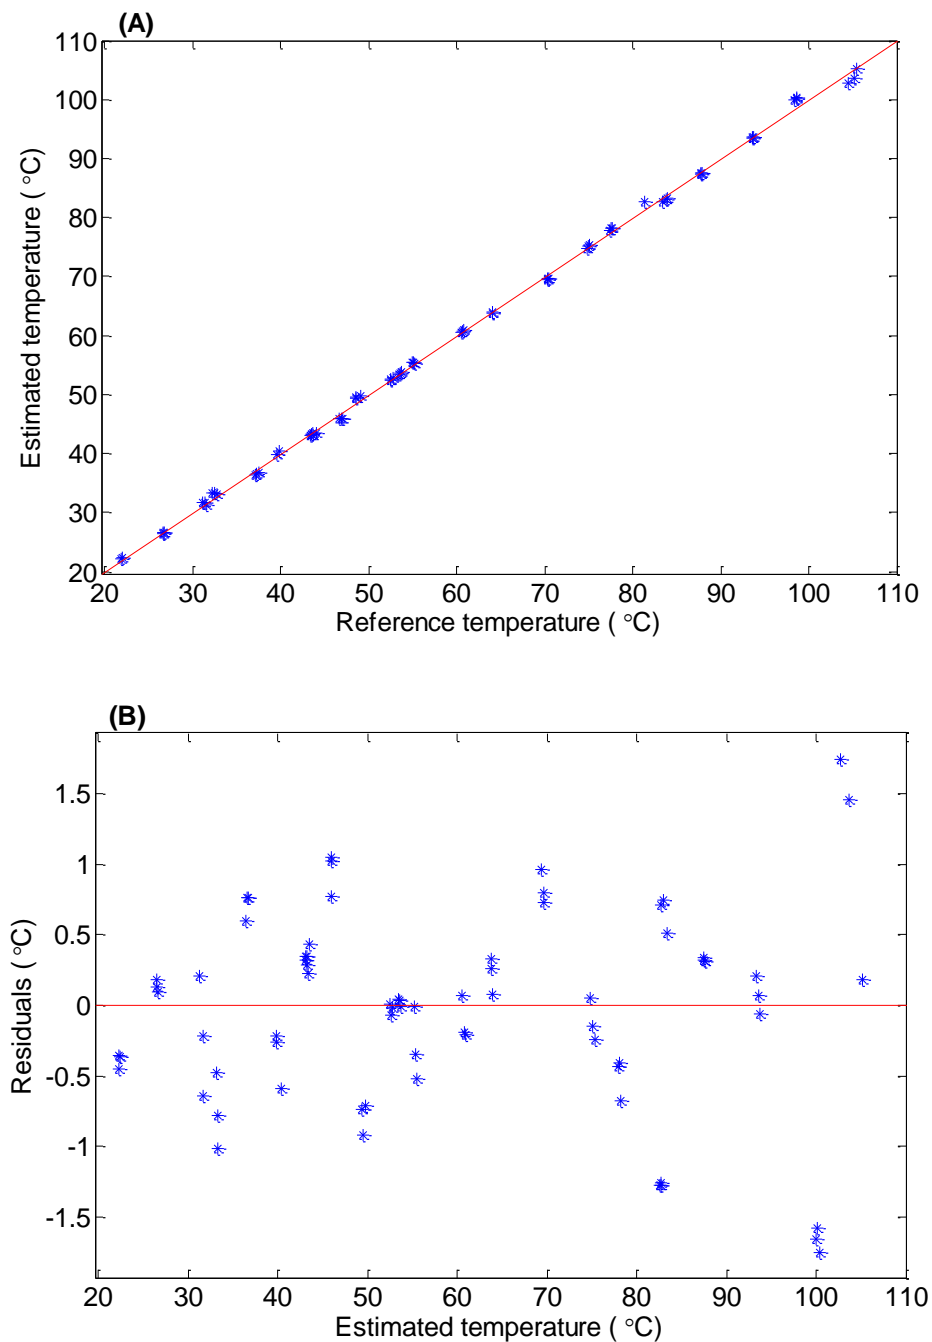 (A)
110
100
90
80
70
60
50
40
30
20
Estimated temperature ( °C)
20 30 40 50 60 70 80 90 100 110
Reference temperature ( °C)
(B)
1.5
1
0.5
0
-0.5
-1
-1.5
Residuals ( °C)
20 30 40 50 60 70 80 90 100 110
Estimated temperature ( °C)